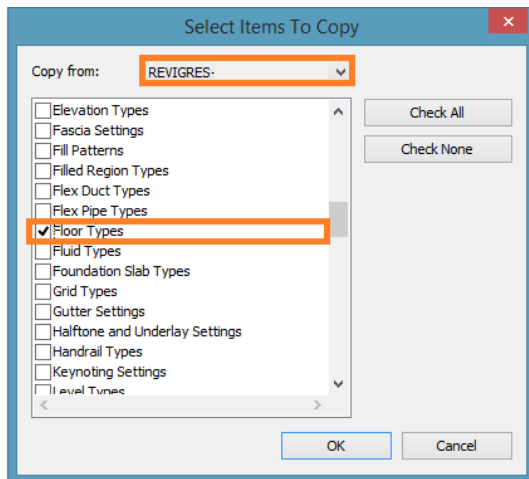 Select Items To Copy
Copy from: REVIGRES-
Elevation Types
Fascia Settings
Fill Patterns
Filled Region Types
Flex Duct Types
Flex Pipe Types
Floor Types
Fluid Types
Foundation Slab Types
Grid Types
Gutter Settings
Halftone and Underlay Settings
Handrail Types
Keynoting Settings
Level Types
Check All
Check None
OK Cancel